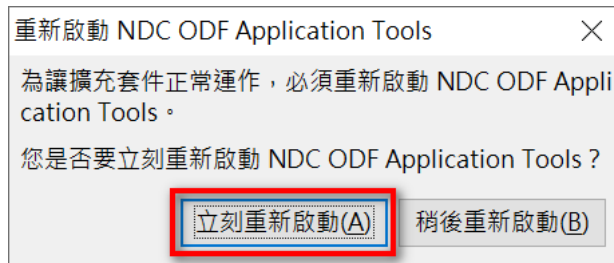 重新啟動 NDC ODF Application Tools
為讓擴充套件正常運作，必須重新啟動 NDC ODF Appli
cation Tools。
您是否要立刻重新啟動 NDC ODF Application Tools？
立刻重新啟動(A) 稍後重新啟動(B)